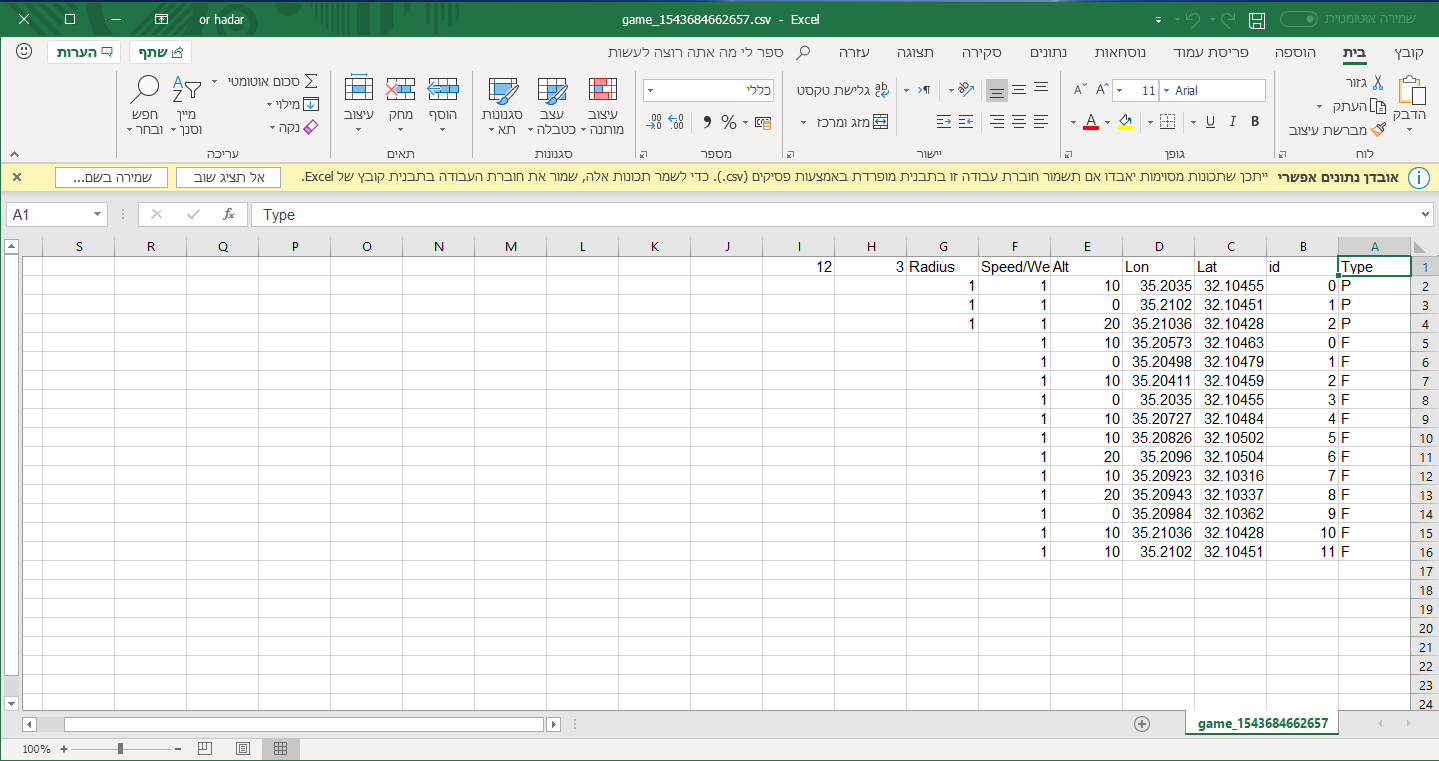 or hadar
game_1543684662657.csv - Excel
שמירה אוטומטית
קובץ בית הוספה פריסת עמוד נוסחאות נתונים סקירה תצוגה עזרה ספר לי מה אתה רוצה לעשות שתף הערות
הדבק גזור העתק מברשת עיצוב
Arial 11
B I U
גלישת טקסט מזג ומרכז
כללי
%
עיצוב מותנה עצב כטבלה סגנונות תא
הוסף מחק עיצוב
סכום אוטומטי מילוי נקה מיין וסנן חפש ובחר
לוח גופן יישור מספר סגנונות תאים עריכה
אובדן נתונים אפשרי ייתכן שתכונות מסוימות יאבדו אם תשמור חוברת עבודה זו בתבנית מופרדת באמצעות פסיקים (csv.). כדי לשמר תכונות אלה, שמור את חוברת העבודה בתבנית קובץ של Excel. אל תציג שוב שמירה בשם...
A1 fx Type
S R Q P O N M L K J I H G F E D C B A
12 3 Radius Speed/We Alt Lon Lat id Type 1
1 1 10 35.2035 32.10455 0 P 2
1 1 0 35.2102 32.10451 1 P 3
1 1 20 35.21036 32.10428 2 P 4
1 10 35.20573 32.10463 0 F 5
1 0 35.20498 32.10479 1 F 6
1 10 35.20411 32.10459 2 F 7
1 0 35.2035 32.10455 3 F 8
1 10 35.20727 32.10484 4 F 9
1 10 35.20826 32.10502 5 F 10
1 20 35.2096 32.10504 6 F 11
1 10 35.20923 32.10316 7 F 12
1 20 35.20943 32.10337 8 F 13
1 0 35.20984 32.10362 9 F 14
1 10 35.21036 32.10428 10 F 15
1 10 35.2102 32.10451 11 F 16
17
18
19
20
21
22
23
24
game_1543684662657
100%